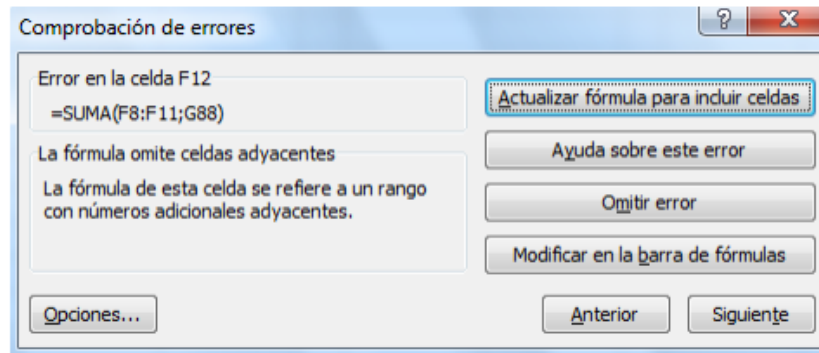 Comprobación de errores
Error en la celda F12
=SUMA(F8:F11;G88)
La fórmula omite celdas adyacentes
La fórmula de esta celda se refiere a un rango
con números adicionales adyacentes.
Actualizar fórmula para incluir celdas
Ayuda sobre este error
Omitir error
Modificar en la barra de fórmulas
Opciones...
Anterior
Siguiente